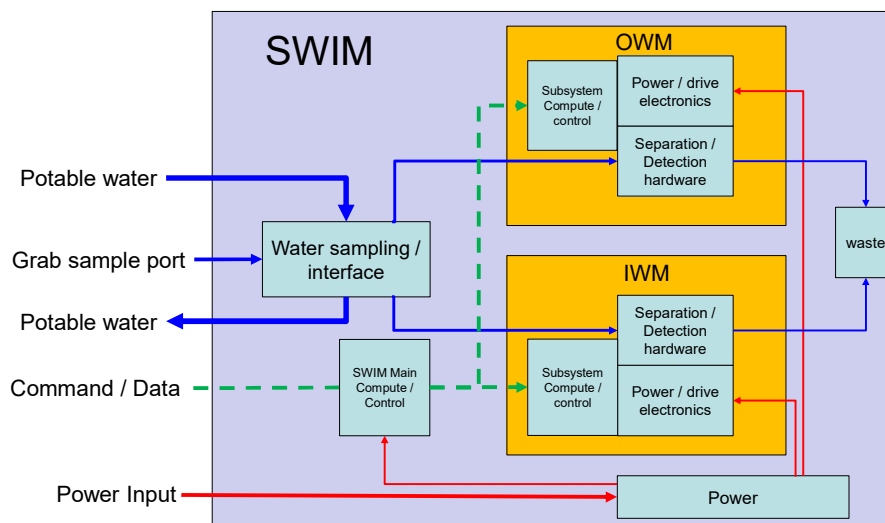 SWIM
OWM
Subsystem
Compute /
control
Power / drive
electronics
Separation /
Detection
hardware
Potable water
Grab sample port
Potable water
Water sampling /
interface
waste
IWM
Separation /
Detection
hardware
Subsystem
Compute /
control
Power / drive
electronics
Command / Data
SWIM Main
Compute /
Control
Power Input
Power